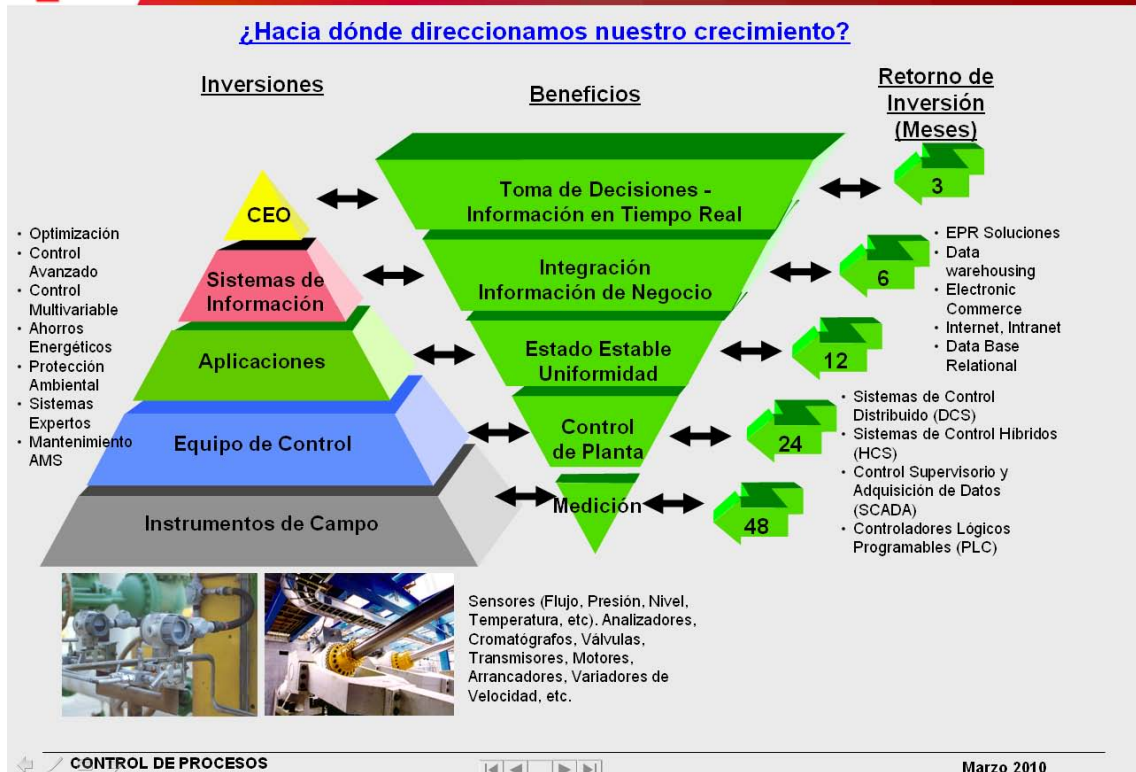 ¿Hacia dónde direccionamos nuestro crecimiento?
Inversiones
Beneficios
Retorno de
Inversión
(Meses)
CEO
Toma de Decisiones -
Información en Tiempo Real
3
• Optimización
• Control
Avanzado
• Control
Multivariable
• Ahorros
Energéticos
• Protección
Ambiental
• Sistemas
Expertos
• Mantenimiento
AMS
Sistemas de
Información
Integración
Información de Negocio
6
• EPR Soluciones
• Data
warehousing
• Electronic
Commerce
• Internet, Intranet
• Data Base
Relational
Aplicaciones
Estado Estable
Uniformidad
12
Equipo de Control
Control
de Planta
24
• Sistemas de Control
Distribuido (DCS)
• Sistemas de Control Híbridos
(HCS)
• Control Supervisorio y
Adquisición de Datos
(SCADA)
• Controladores Lógicos
Programables (PLC)
Instrumentos de Campo
Medición
48
Sensores (Flujo, Presión, Nivel,
Temperatura, etc). Analizadores,
Cromatógrafos, Válvulas,
Transmisores, Motores,
Arrancadores, Variadores de
Velocidad, etc.
CONTROL DE PROCESOS
Marzo 2010